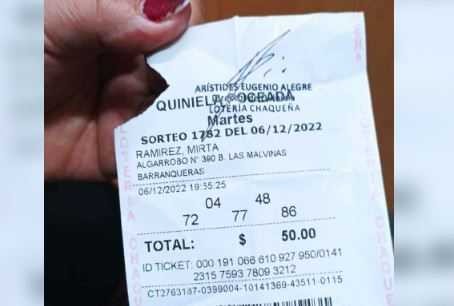 ARÍSTIDES EUGENIO ALEGRE
LOTERÍA CHAQUEÑA
QUINIELA POCEADA
Martes
SORTEO 1782 DEL 06/12/2022
RAMIREZ, MIRTA
ALGARROBO N° 390 B. LAS MALVINAS
BARRANQUERAS
06/12/2022 19:55:25
04 48
72 77 86
TOTAL: $ 50.00
ID TICKET: 000 191 066 610 927 950/0141
2315 7593 7809 3212
CT2763187-0399004-10141369-43511-0115